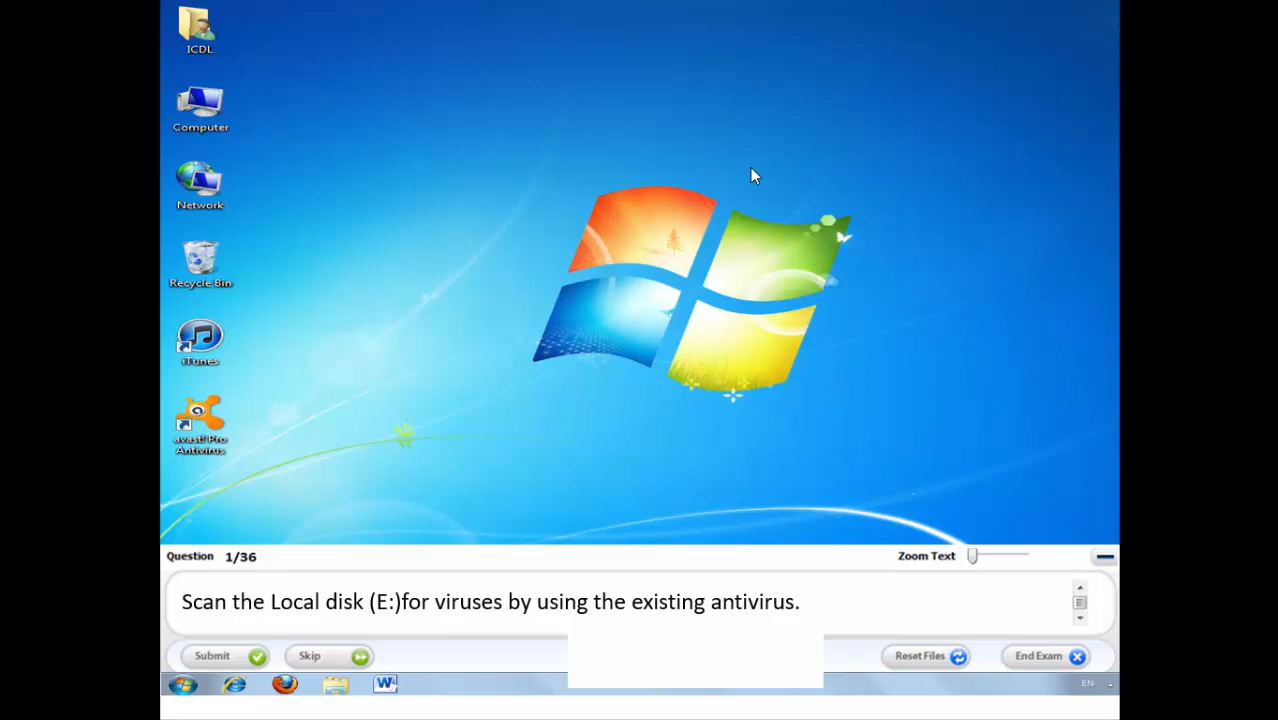 ICDL
Computer
Network
Recycle Bin
iTunes
avast! Pro
Antivirus
Question 1/36
Zoom Text
Scan the Local disk (E:)for viruses by using the existing antivirus.
Submit
Skip
Reset Files
End Exam
EN